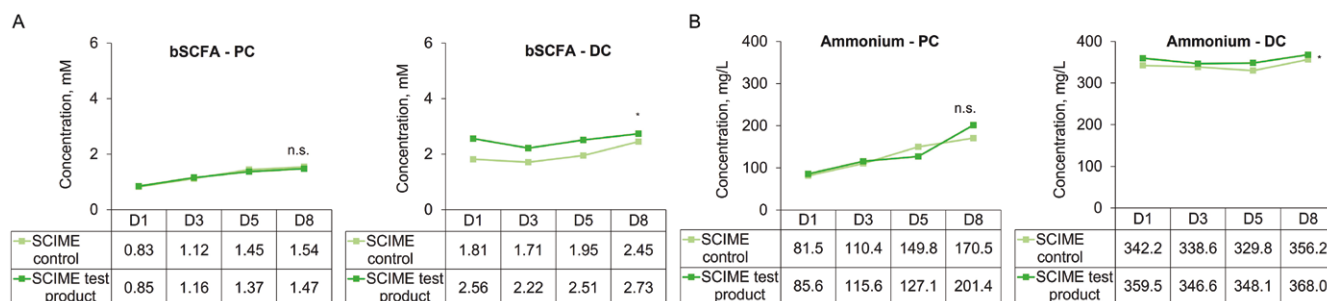 A
bSCFA - PC
Concentration, mM
6
4
2
0
n.s.
D1 D3 D5 D8
SCIME control 0.83 1.12 1.45 1.54
SCIME test product 0.85 1.16 1.37 1.47
bSCFA - DC
Concentration, mM
6
4
2
0
*
D1 D3 D5 D8
SCIME control 1.81 1.71 1.95 2.45
SCIME test product 2.56 2.22 2.51 2.73
B
Ammonium - PC
Concentration, mg/L
400
300
200
100
0
n.s.
D1 D3 D5 D8
SCIME control 81.5 110.4 149.8 170.5
SCIME test product 85.6 115.6 127.1 201.4
Ammonium - DC
Concentration, mg/L
400
300
200
100
0
*
D1 D3 D5 D8
SCIME control 342.2 338.6 329.8 356.2
SCIME test product 359.5 346.6 348.1 368.0